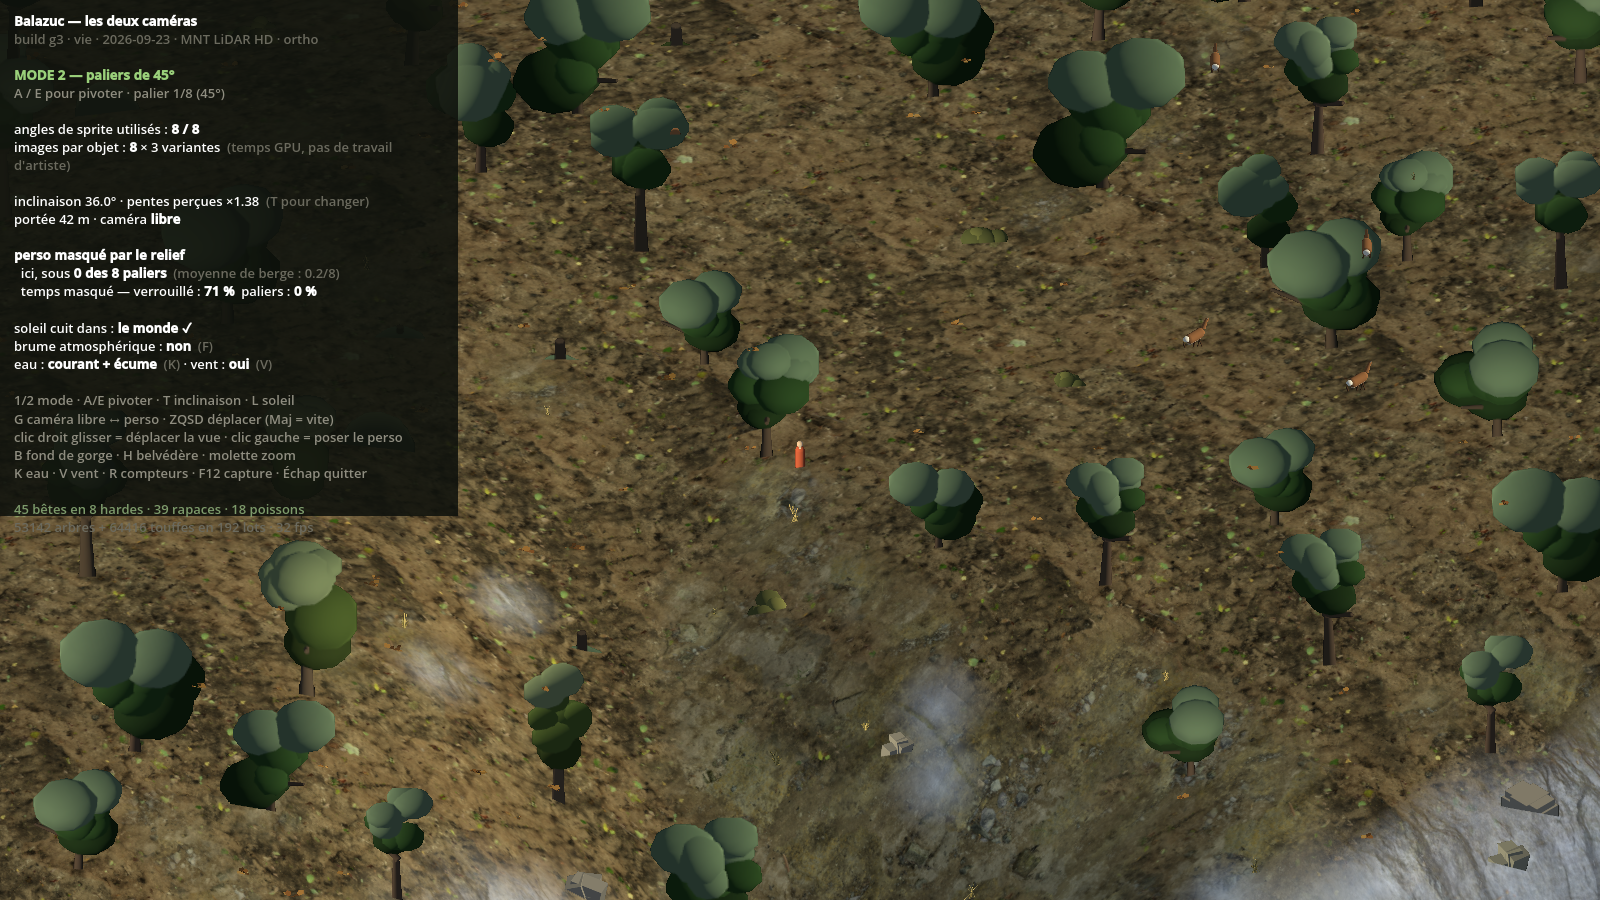 Balazuc — les deux caméras
build g3 · vie · 2026-09-23 · MNT LiDAR HD · ortho
MODE 2 — paliers de 45°
A / E pour pivoter · palier 1/8 (45°)
angles de sprite utilisés : 8 / 8
images par objet : 8 × 3 variantes (temps GPU, pas de travail
d'artiste)
inclinaison 36.0° · pentes perçues ×1.38 (T pour changer)
portée 42 m · caméra libre
perso masqué par le relief
ici, sous 0 des 8 paliers (moyenne de berge : 0.2/8)
temps masqué — verrouillé : 71 % paliers : 0 %
soleil cuit dans : le monde ✓
brume atmosphérique : non (F)
eau : courant + écume (K) · vent : oui (V)
1/2 mode · A/E pivoter · T inclinaison · L soleil
G caméra libre ↔ perso · ZQSD déplacer (Maj = vite)
clic droit glisser = déplacer la vue · clic gauche = poser le perso
B fond de gorge · H belvédère · molette zoom
K eau · V vent · R compteurs · F12 capture · Échap quitter
45 bêtes en 8 hardes · 39 rapaces · 18 poissons
arbres · touffes en 192 lots · fps